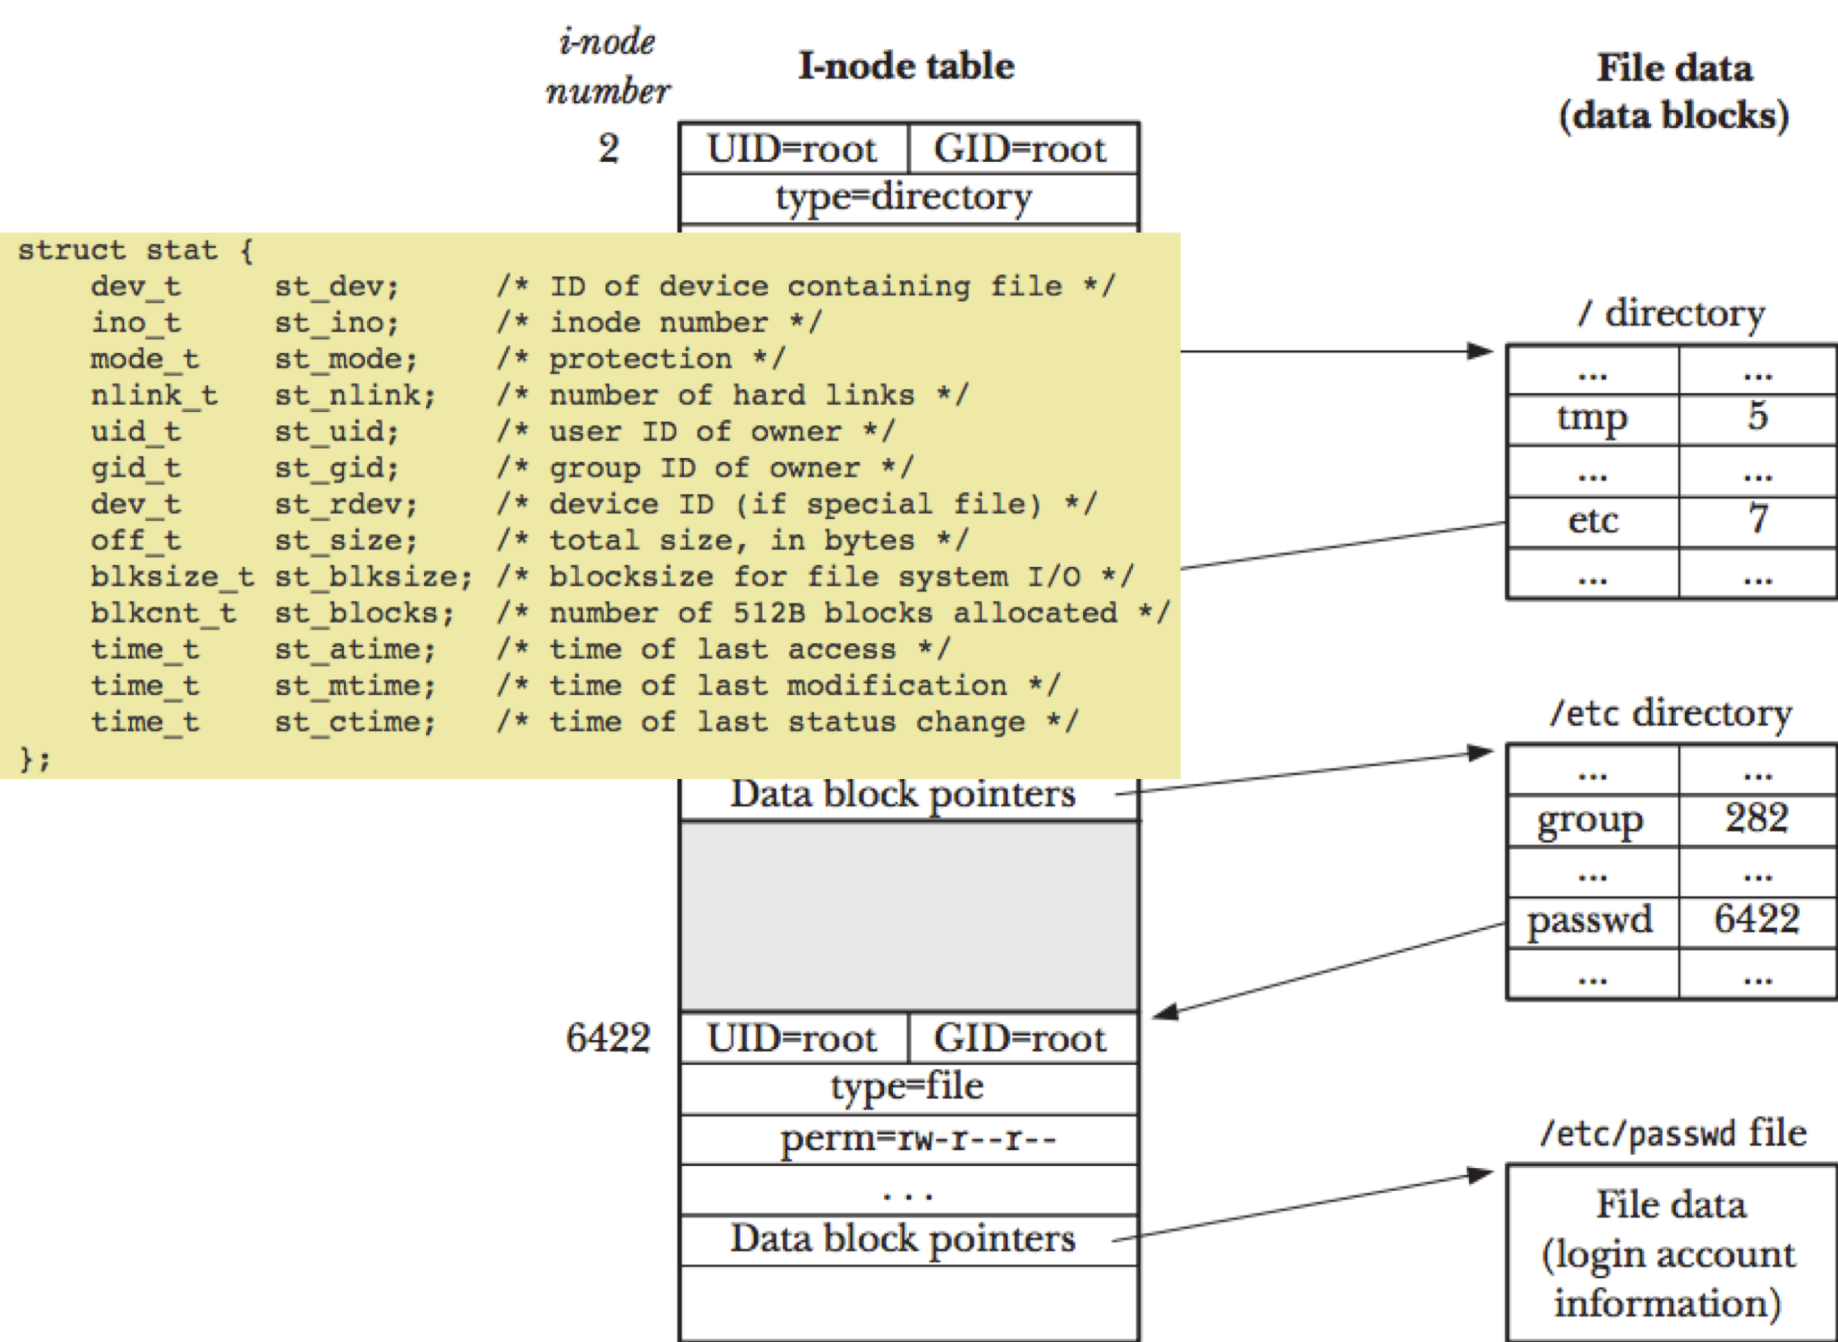 i-node
number
I-node table
File data
(data blocks)
2
UID=root GID=root
type=directory
struct stat {
    dev_t     st_dev;     /* ID of device containing file */
    ino_t     st_ino;     /* inode number */
    mode_t    st_mode;    /* protection */
    nlink_t   st_nlink;   /* number of hard links */
    uid_t     st_uid;     /* user ID of owner */
    gid_t     st_gid;     /* group ID of owner */
    dev_t     st_rdev;    /* device ID (if special file) */
    off_t     st_size;    /* total size, in bytes */
    blksize_t st_blksize; /* blocksize for file system I/O */
    blkcnt_t  st_blocks;  /* number of 512B blocks allocated */
    time_t    st_atime;   /* time of last access */
    time_t    st_mtime;   /* time of last modification */
    time_t    st_ctime;   /* time of last status change */
};
/ directory
... ...
tmp 5
... ...
etc 7
... ...
Data block pointers
/etc directory
... ...
group 282
... ...
passwd 6422
... ...
6422
UID=root GID=root
type=file
perm=rw-r--r--
...
Data block pointers
/etc/passwd file
File data
(login account
information)